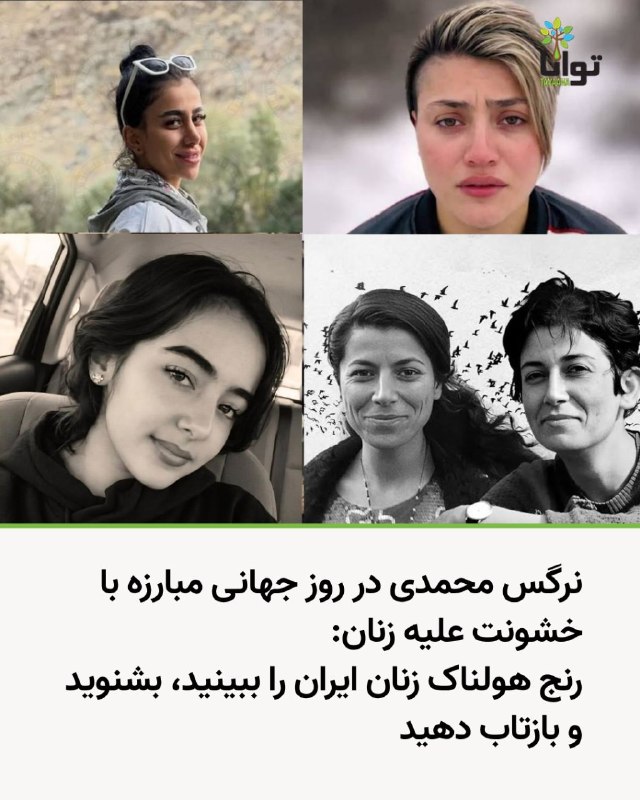 توانا
TAVAANA
نرگس محمدی در روز جهانی مبارزه با
خشونت علیه زنان:
رنج هولناک زنان ایران را ببینید، بشنوید
و بازتاب دهید